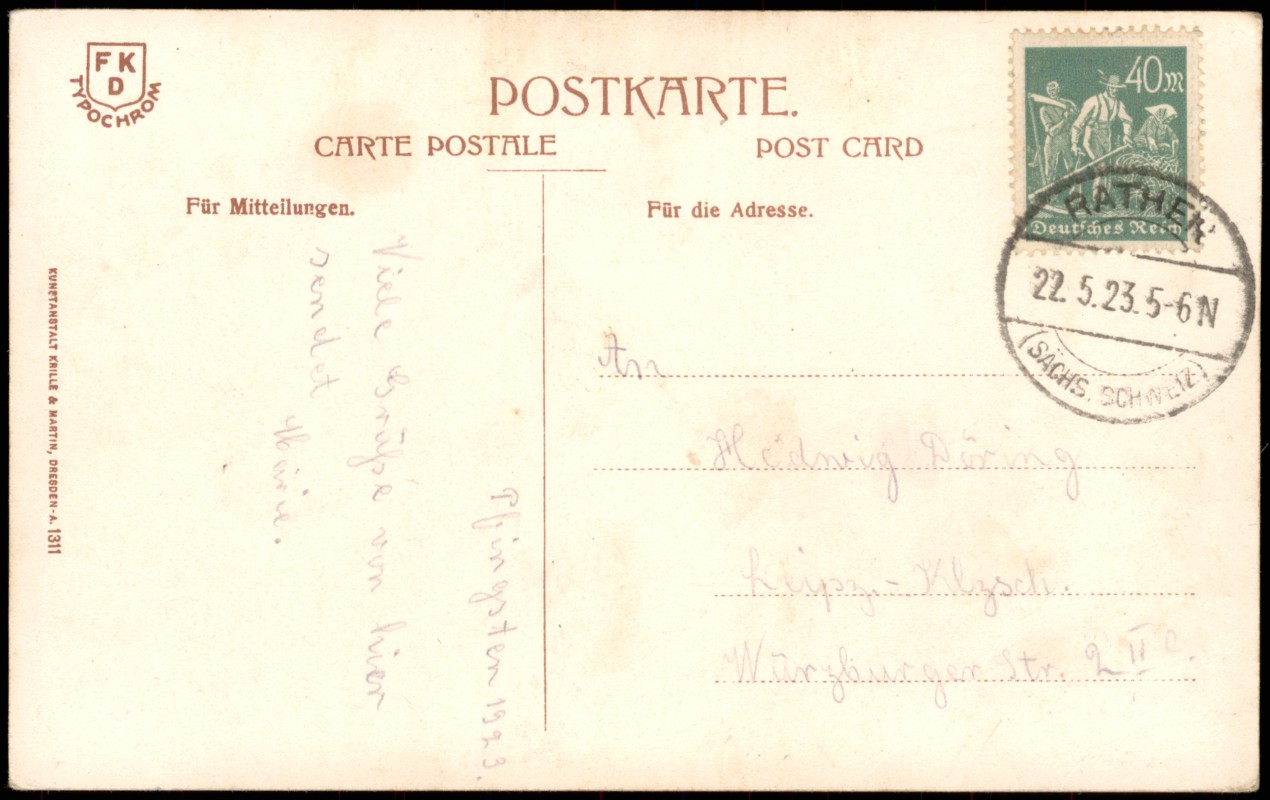 FK
D
TYPOCHROM
POSTKARTE.
CARTE POSTALE
POST CARD
Für Mitteilungen.
Für die Adresse.
40 M
Deutsches Reich
RATHEN
22.5.23.5-6N
(SÄCHS. SCHWEIZ)
Pfingsten 1923.
Viele Grüße von hier
sendet
Marie.
An
Hedwig Döring
Leipz.-Klzsch.
Würzburger Str. 2 II
KUNSTANSTALT KRILLE & MARTIN, DRESDEN-A. 1311